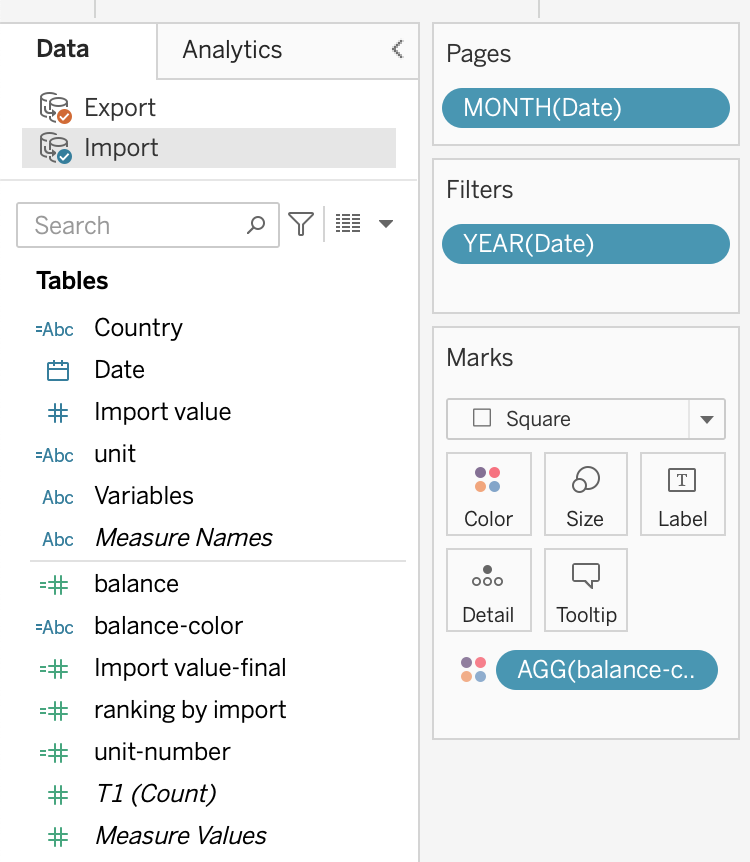 Data
Analytics
Export
Import
Search
Tables
=Abc Country
Date
# Import value
=Abc unit
Abc Variables
Abc Measure Names
=# balance
=Abc balance-color
=# Import value-final
=# ranking by import
=# unit-number
# T1 (Count)
# Measure Values
Pages
MONTH(Date)
Filters
YEAR(Date)
Marks
Square
Color
Size
T
Label
Detail
Tooltip
AGG(balance-c..